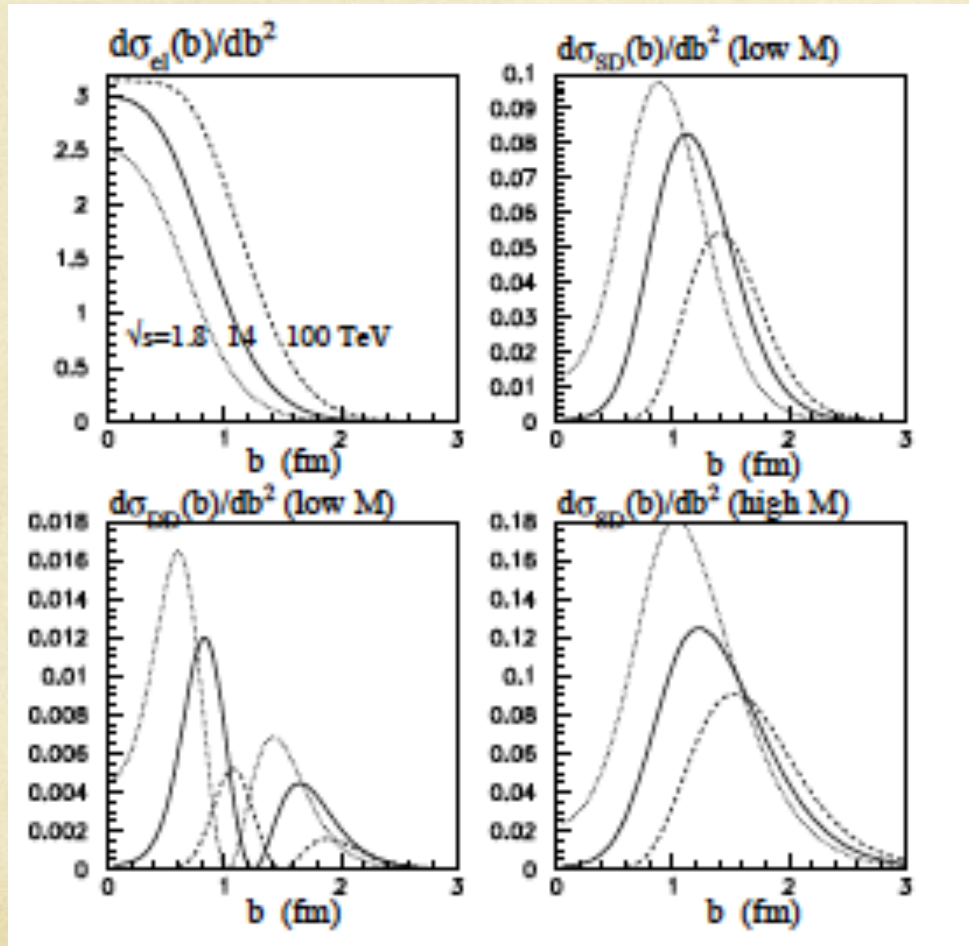 dσ_el(b)/db²
3
2.5
2
1.5
1
0.5
0
√s=1.8 14 100 TeV
0 1 2 3
b (fm)
dσ_SD(b)/db² (low M)
0.1
0.09
0.08
0.07
0.06
0.05
0.04
0.03
0.02
0.01
0
0 1 2 3
b (fm)
dσ_DD(b)/db² (low M)
0.018
0.016
0.014
0.012
0.01
0.008
0.006
0.004
0.002
0
0 1 2 3
b (fm)
dσ_SD(b)/db² (high M)
0.18
0.16
0.14
0.12
0.1
0.08
0.06
0.04
0.02
0
0 1 2 3
b (fm)